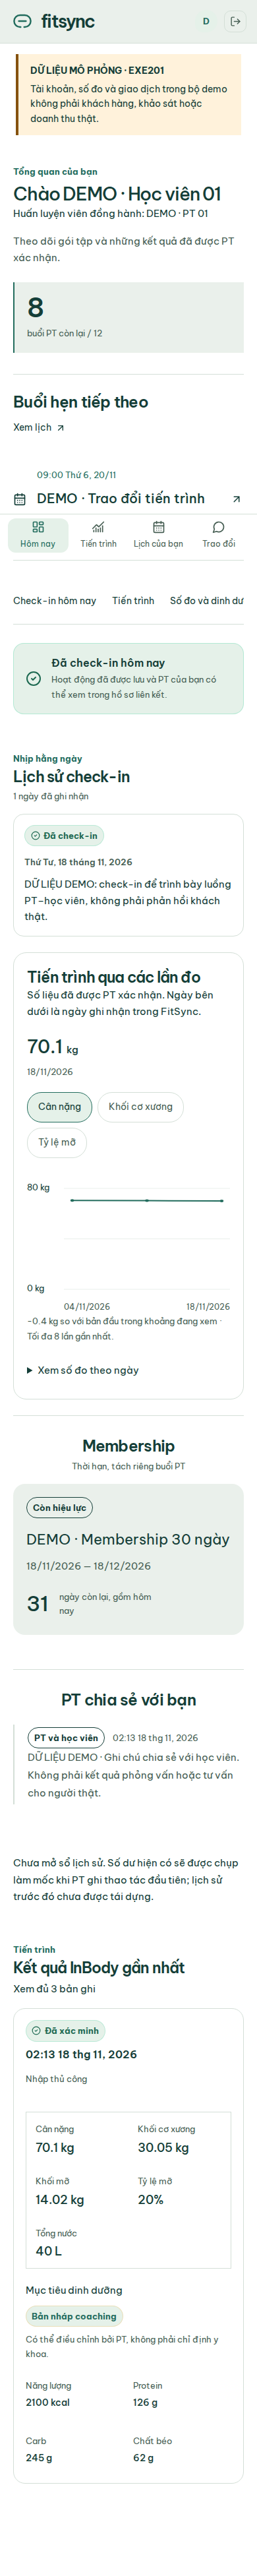 fitsync
D
DỮ LIỆU MÔ PHỎNG · EXE201
Tài khoản, số đo và giao dịch trong bộ demo
không phải khách hàng, khảo sát hoặc
doanh thu thật.
Tổng quan của bạn
Chào DEMO · Học viên 01
Huấn luyện viên đồng hành: DEMO · PT 01
Theo dõi gói tập và những kết quả đã được PT
xác nhận.
8
buổi PT còn lại / 12
Buổi hẹn tiếp theo
Xem lịch
09:00 Thứ 6, 20/11
DEMO · Trao đổi tiến trình
Hôm nay
Tiến trình
Lịch của bạn
Trao đổi
Check-in hôm nay
Tiến trình
Số đo và dinh dư
Đã check-in hôm nay
Hoạt động đã được lưu và PT của bạn có
thể xem trong hồ sơ liên kết.
Nhịp hằng ngày
Lịch sử check-in
1 ngày đã ghi nhận
Đã check-in
Thứ Tư, 18 tháng 11, 2026
DỮ LIỆU DEMO: check-in để trình bày luồng
PT–học viên, không phải phản hồi khách
thật.
Tiến trình qua các lần đo
Số liệu đã được PT xác nhận. Ngày bên
dưới là ngày ghi nhận trong FitSync.
70.1 kg
18/11/2026
Cân nặng
Khối cơ xương
Tỷ lệ mỡ
80 kg
0 kg
04/11/2026
18/11/2026
-0.4 kg so với bản đầu trong khoảng đang xem ·
Tối đa 8 lần gần nhất.
Xem số đo theo ngày
Membership
Thời hạn, tách riêng buổi PT
Còn hiệu lực
DEMO · Membership 30 ngày
18/11/2026 — 18/12/2026
31 ngày còn lại, gồm hôm
nay
PT chia sẻ với bạn
PT và học viên
02:13 18 thg 11, 2026
DỮ LIỆU DEMO · Ghi chú chia sẻ với học viên.
Không phải kết quả phỏng vấn hoặc tư vấn
cho người thật.
Chưa mở sổ lịch sử. Số dư hiện có sẽ được chụp
làm mốc khi PT ghi thao tác đầu tiên; lịch sử
trước đó chưa được tái dựng.
Tiến trình
Kết quả InBody gần nhất
Xem đủ 3 bản ghi
Đã xác minh
02:13 18 thg 11, 2026
Nhập thủ công
Cân nặng
Khối cơ xương
70.1 kg
30.05 kg
Khối mỡ
Tỷ lệ mỡ
14.02 kg
20%
Tổng nước
40 L
Mục tiêu dinh dưỡng
Bản nháp coaching
Có thể điều chỉnh bởi PT, không phải chỉ định y
khoa.
Năng lượng
Protein
2100 kcal
126 g
Carb
Chất béo
245 g
62 g